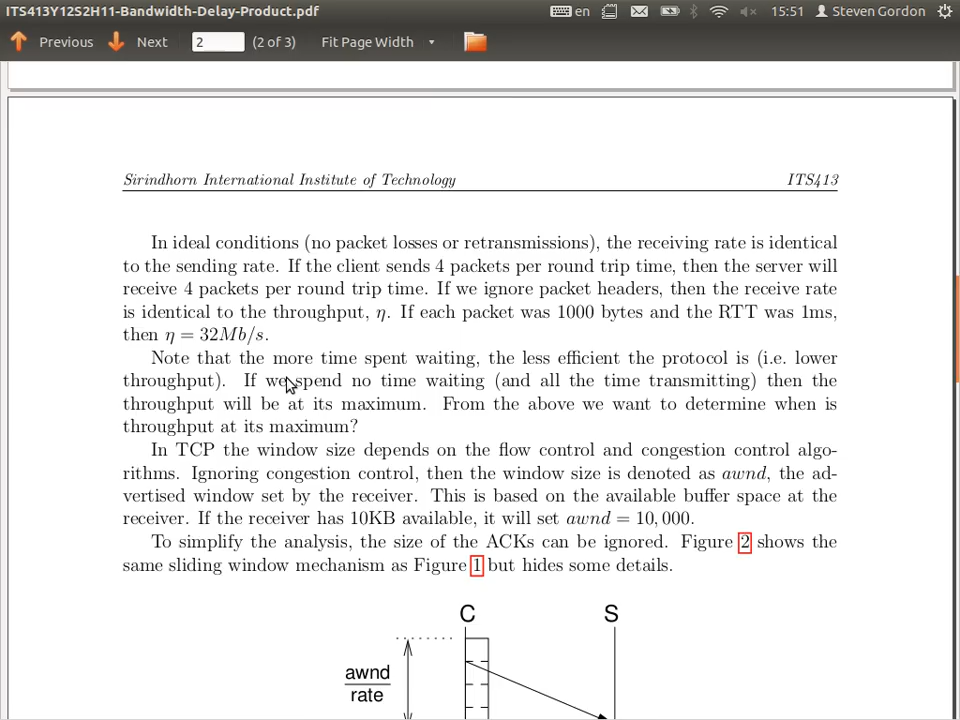 ITS413Y12S2H11-Bandwidth-Delay-Product.pdf en 15:51 Steven Gordon
Previous Next 2 (2 of 3) Fit Page Width
Sirindhorn International Institute of Technology ITS413
In ideal conditions (no packet losses or retransmissions), the receiving rate is identical
to the sending rate. If the client sends 4 packets per round trip time, then the server will
receive 4 packets per round trip time. If we ignore packet headers, then the receive rate
is identical to the throughput, η. If each packet was 1000 bytes and the RTT was 1ms,
then η = 32Mb/s.
Note that the more time spent waiting, the less efficient the protocol is (i.e. lower
throughput). If we spend no time waiting (and all the time transmitting) then the
throughput will be at its maximum. From the above we want to determine when is
throughput at its maximum?
In TCP the window size depends on the flow control and congestion control algo-
rithms. Ignoring congestion control, then the window size is denoted as awnd, the ad-
vertised window set by the receiver. This is based on the available buffer space at the
receiver. If the receiver has 10KB available, it will set awnd = 10, 000.
To simplify the analysis, the size of the ACKs can be ignored. Figure 2 shows the
same sliding window mechanism as Figure 1 but hides some details.
C S
awnd
rate